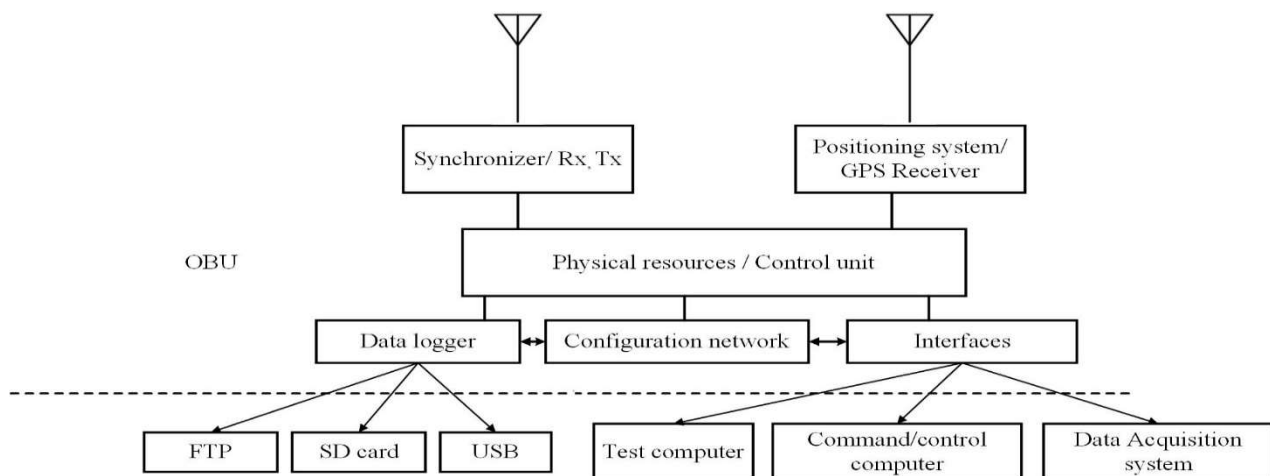 Synchronizer/ Rx, Tx
Positioning system/
GPS Receiver
OBU
Physical resources / Control unit
Data logger
Configuration network
Interfaces
FTP
SD card
USB
Test computer
Command/control
computer
Data Acquisition
system